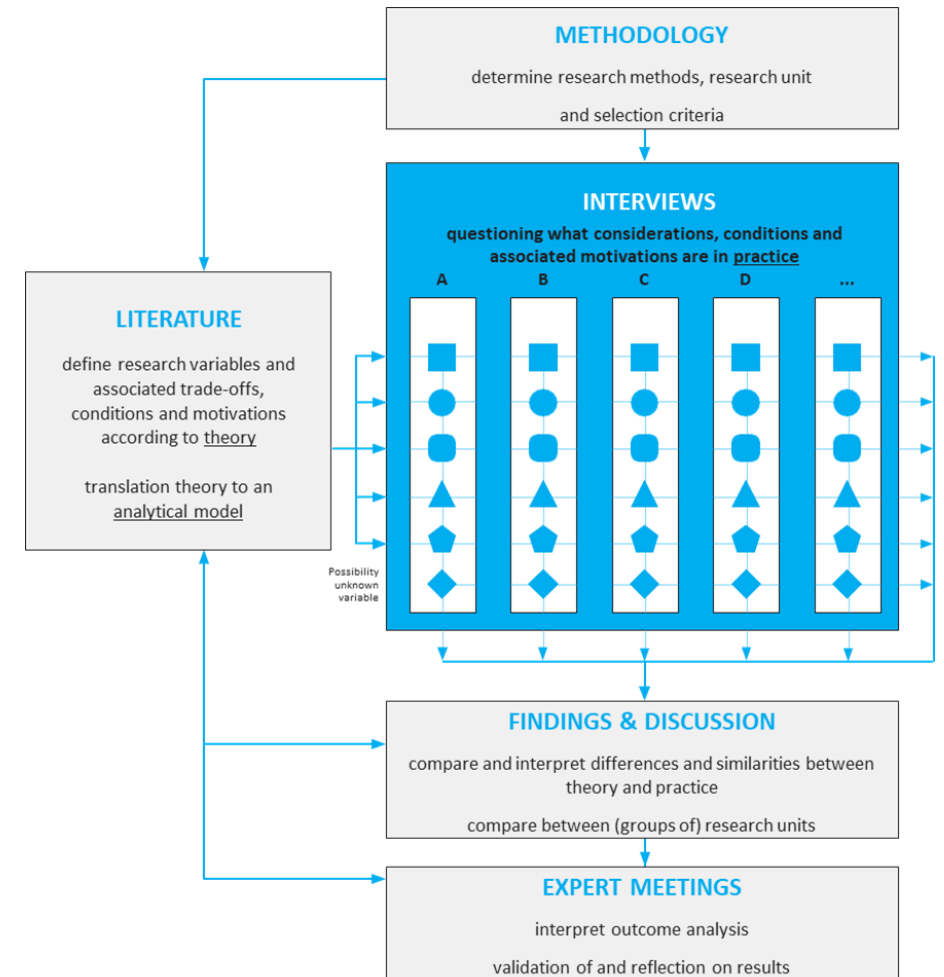 METHODOLOGY
determine research methods, research unit
and selection criteria
INTERVIEWS
questioning what considerations, conditions and
associated motivations are in practice
A B C D ...
LITERATURE
define research variables and
associated trade-offs,
conditions and motivations
according to theory
translation theory to an
analytical model
Possibility
unknown
variable
FINDINGS & DISCUSSION
compare and interpret differences and similarities between
theory and practice
compare between (groups of) research units
EXPERT MEETINGS
interpret outcome analysis
validation of and reflection on results